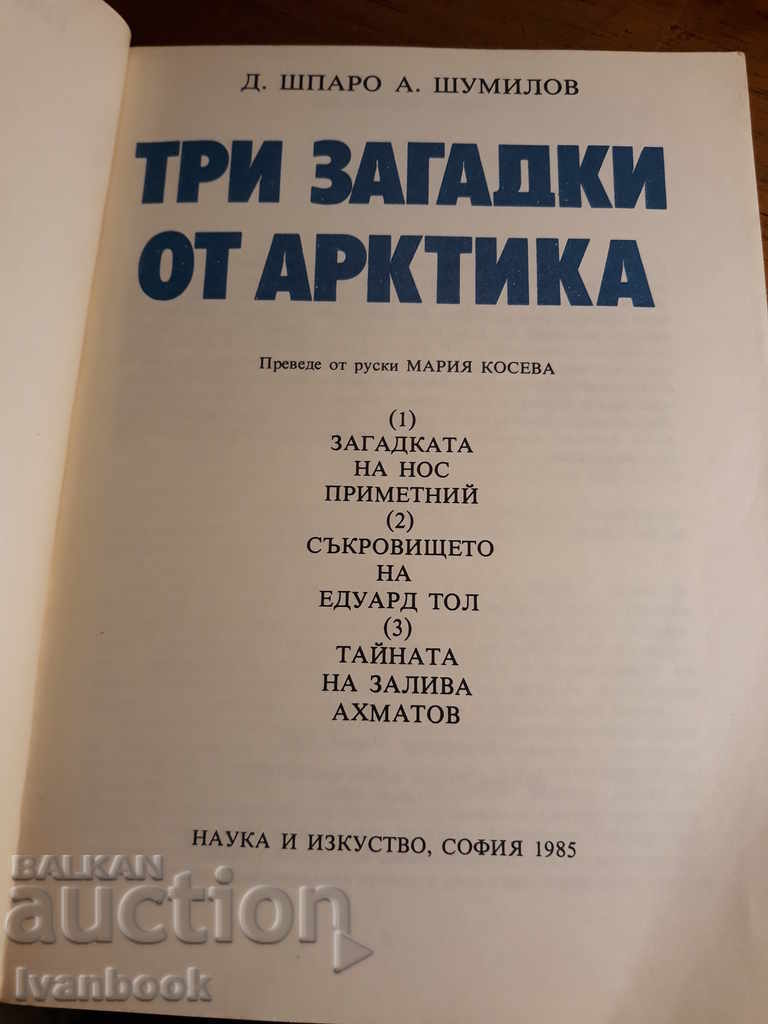 Д. ШПАРО А. ШУМИЛОВ
ТРИ ЗАГАДКИ
ОТ АРКТИКА
Преведе от руски МАРИЯ КОСЕВА
(1)
ЗАГАДКАТА
НА НОС
ПРИМЕТНИЙ
(2)
СЪКРОВИЩЕТО
НА
ЕДУАРД ТОЛ
(3)
ТАЙНАТА
НА ЗАЛИВА
АХМАТОВ
НАУКА И ИЗКУСТВО, СОФИЯ 1985
BALKAN
auction
Ivanbook